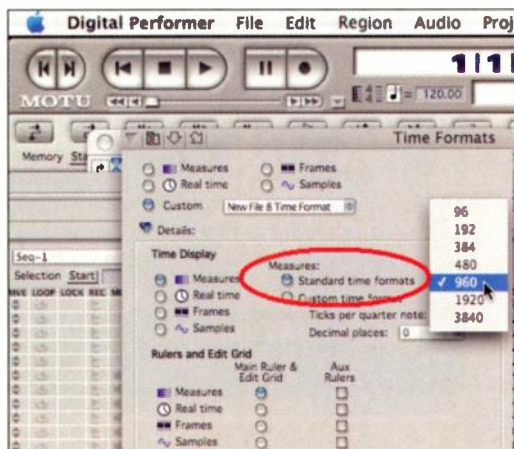 Digital Performer File Edit Region Audio Proj
1|1|
MOTU
= 120.00
Time Formats
Memory Sta
Measures Frames
Real time Samples
Custom New File 8 Time Format
Details:
96
192
384
480
960
1920
3840
Seq-1
Selection Start
MVE LOOP LOCK REC
Time Display
Measures:
Measures Standard time formats
Real time Custom time format
Frames Ticks per quarter note:
Samples Decimal places: 0
Rulers and Edit Grid
Main Ruler & Edit Grid
Aux Rulers
Measures
Real time
Frames
Samples